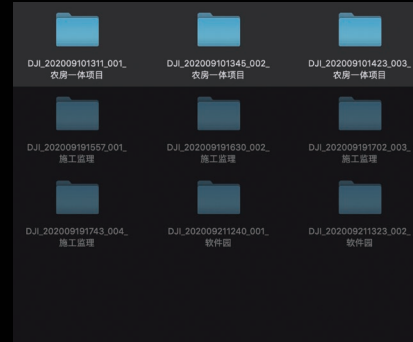 DJI_202009101311_001_
农房一体项目
DJI_202009101345_002_
农房一体项目
DJI_202009101423_003_
农房一体项目
DJI_202009191557_001_
施工监理
DJI_202009191630_002_
施工监理
DJI_202009191702_003_
施工监理
DJI_202009191743_004_
施工监理
DJI_202009211240_001_
软件园
DJI_202009211323_002_
软件园